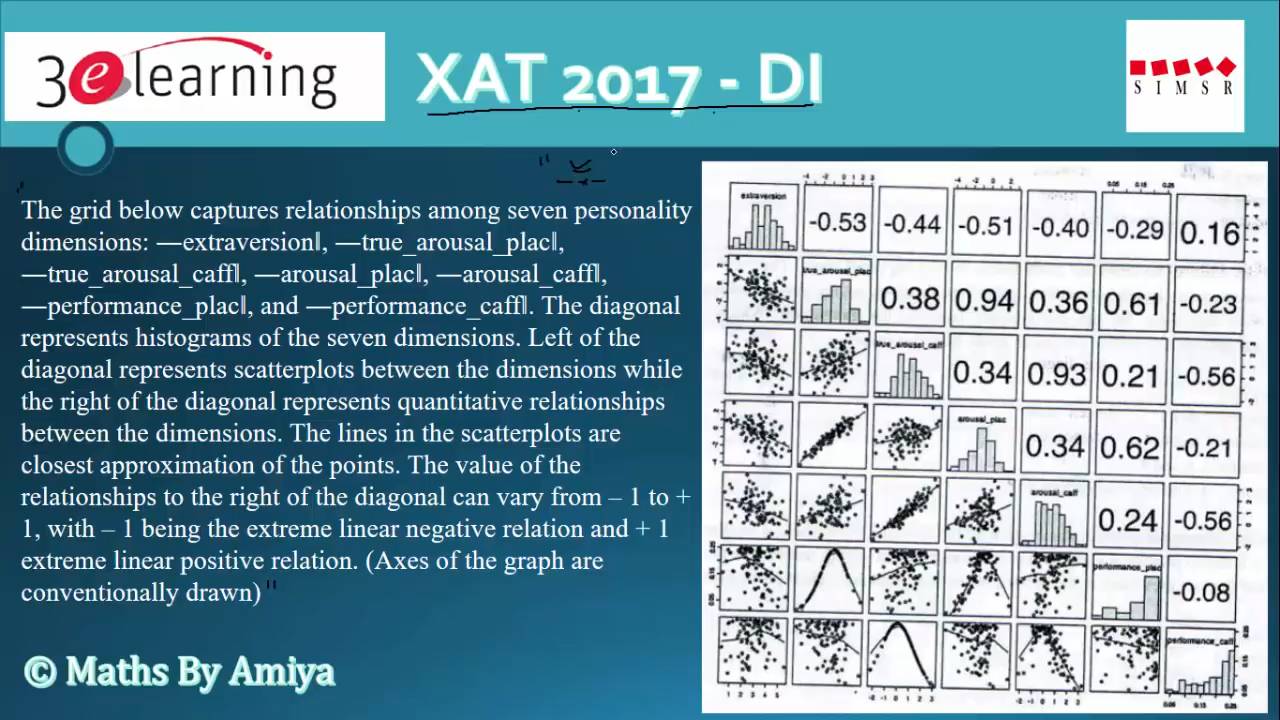 3elearning
XAT 2017 - DI
SIMSR
The grid below captures relationships among seven personality
dimensions: ―extraversion‖, ―true_arousal_plac‖,
―true_arousal_caff‖, ―arousal_plac‖, ―arousal_caff‖,
―performance_plac‖, and ―performance_caff‖. The diagonal
represents histograms of the seven dimensions. Left of the
diagonal represents scatterplots between the dimensions while
the right of the diagonal represents quantitative relationships
between the dimensions. The lines in the scatterplots are
closest approximation of the points. The value of the
relationships to the right of the diagonal can vary from – 1 to +
1, with – 1 being the extreme linear negative relation and + 1
extreme linear positive relation. (Axes of the graph are
conventionally drawn)
© Maths By Amiya
extraversion -0.53 -0.44 -0.51 -0.40 -0.29 0.16
true_arousal_plac 0.38 0.94 0.36 0.61 -0.23
true_arousal_caff 0.34 0.93 0.21 -0.56
arousal_plac 0.34 0.62 -0.21
arousal_caff 0.24 -0.56
performance_plac -0.08
performance_caff